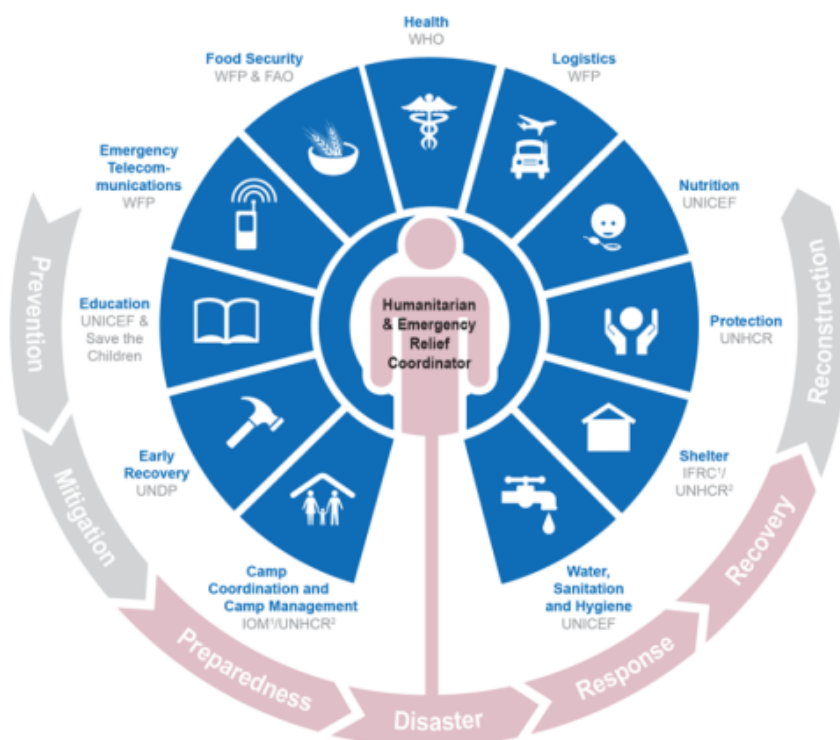 Health
WHO
Food Security
WFP & FAO
Logistics
WFP
Emergency
Telecom-
munications
WFP
Nutrition
UNICEF
Education
UNICEF &
Save the
Children
Humanitarian
& Emergency
Relief
Coordinator
Protection
UNHCR
Early
Recovery
UNDP
Shelter
IFRC¹/
UNHCR²
Camp
Coordination and
Camp Management
IOM¹/UNHCR²
Water,
Sanitation
and Hygiene
UNICEF
Prevention
Mitigation
Preparedness
Disaster
Response
Recovery
Reconstruction